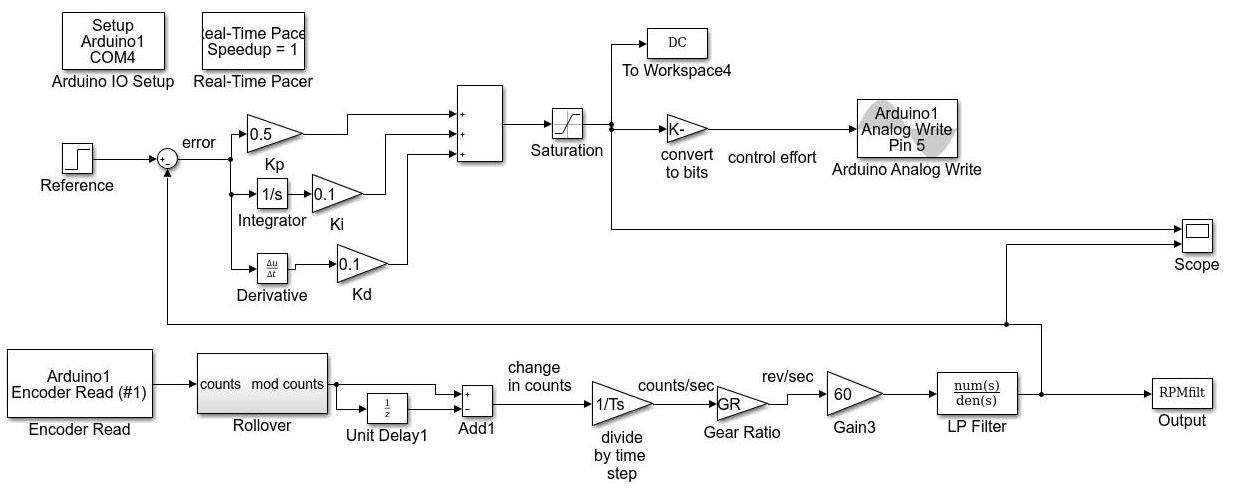 Setup
Arduino1
COM4
Arduino IO Setup
eal-Time Pace
Speedup = 1
Real-Time Pacer
DC
To Workspace4
Reference
+
−
error
0.5
Kp
1/s
Integrator
0.1
Ki
Δu
Δt
Derivative
0.1
Kd
+
+
+
Saturation
K-
convert
to bits
control effort
Arduino1
Analog Write
Pin 5
Arduino Analog Write
Scope
Arduino1
Encoder Read (#1)
Encoder Read
counts mod counts
Rollover
1
z
Unit Delay1
+
−
Add1
change
in counts
1/Ts
divide
by time
step
counts/sec
GR
Gear Ratio
rev/sec
60
Gain3
num(s)
den(s)
LP Filter
RPMfilt
Output